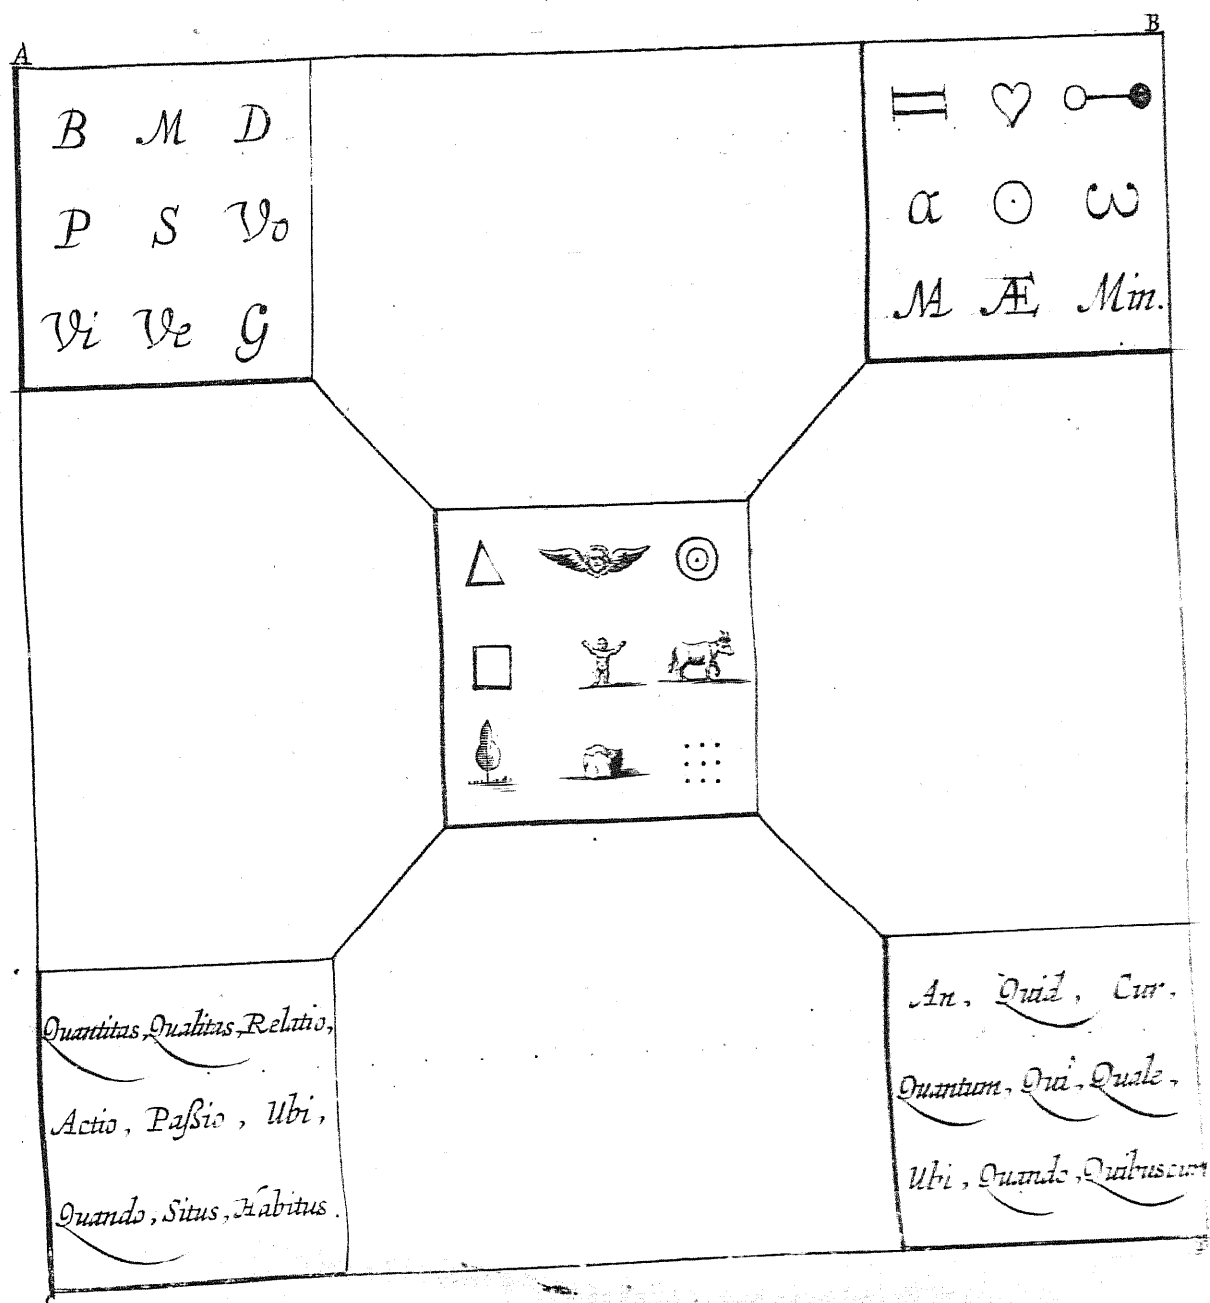 A
B
B M D
P S Vo
Vi Ve G
α
M Æ Min.
Quantitas, Qualitas, Relatio,
Actio, Paſsio, Ubi,
Quando, Situs, Habitus.
An, Quid, Cur,
Quantum, Qui, Quale,
Ubi, Quando, Quibuscum